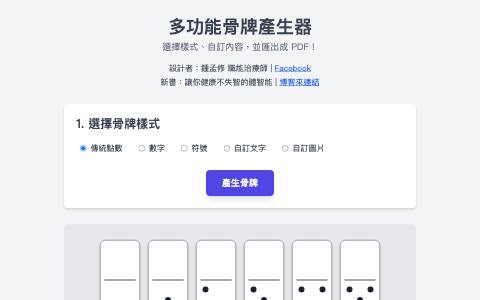 多功能骨牌產生器
選擇樣式、自訂內容，並匯出成 PDF！
設計者：鍾孟修 職能治療師 | Facebook
新書：讓你健康不失智的體智能 | 博客來連結
1. 選擇骨牌樣式
傳統點數 數字 符號 自訂文字 自訂圖片
產生骨牌